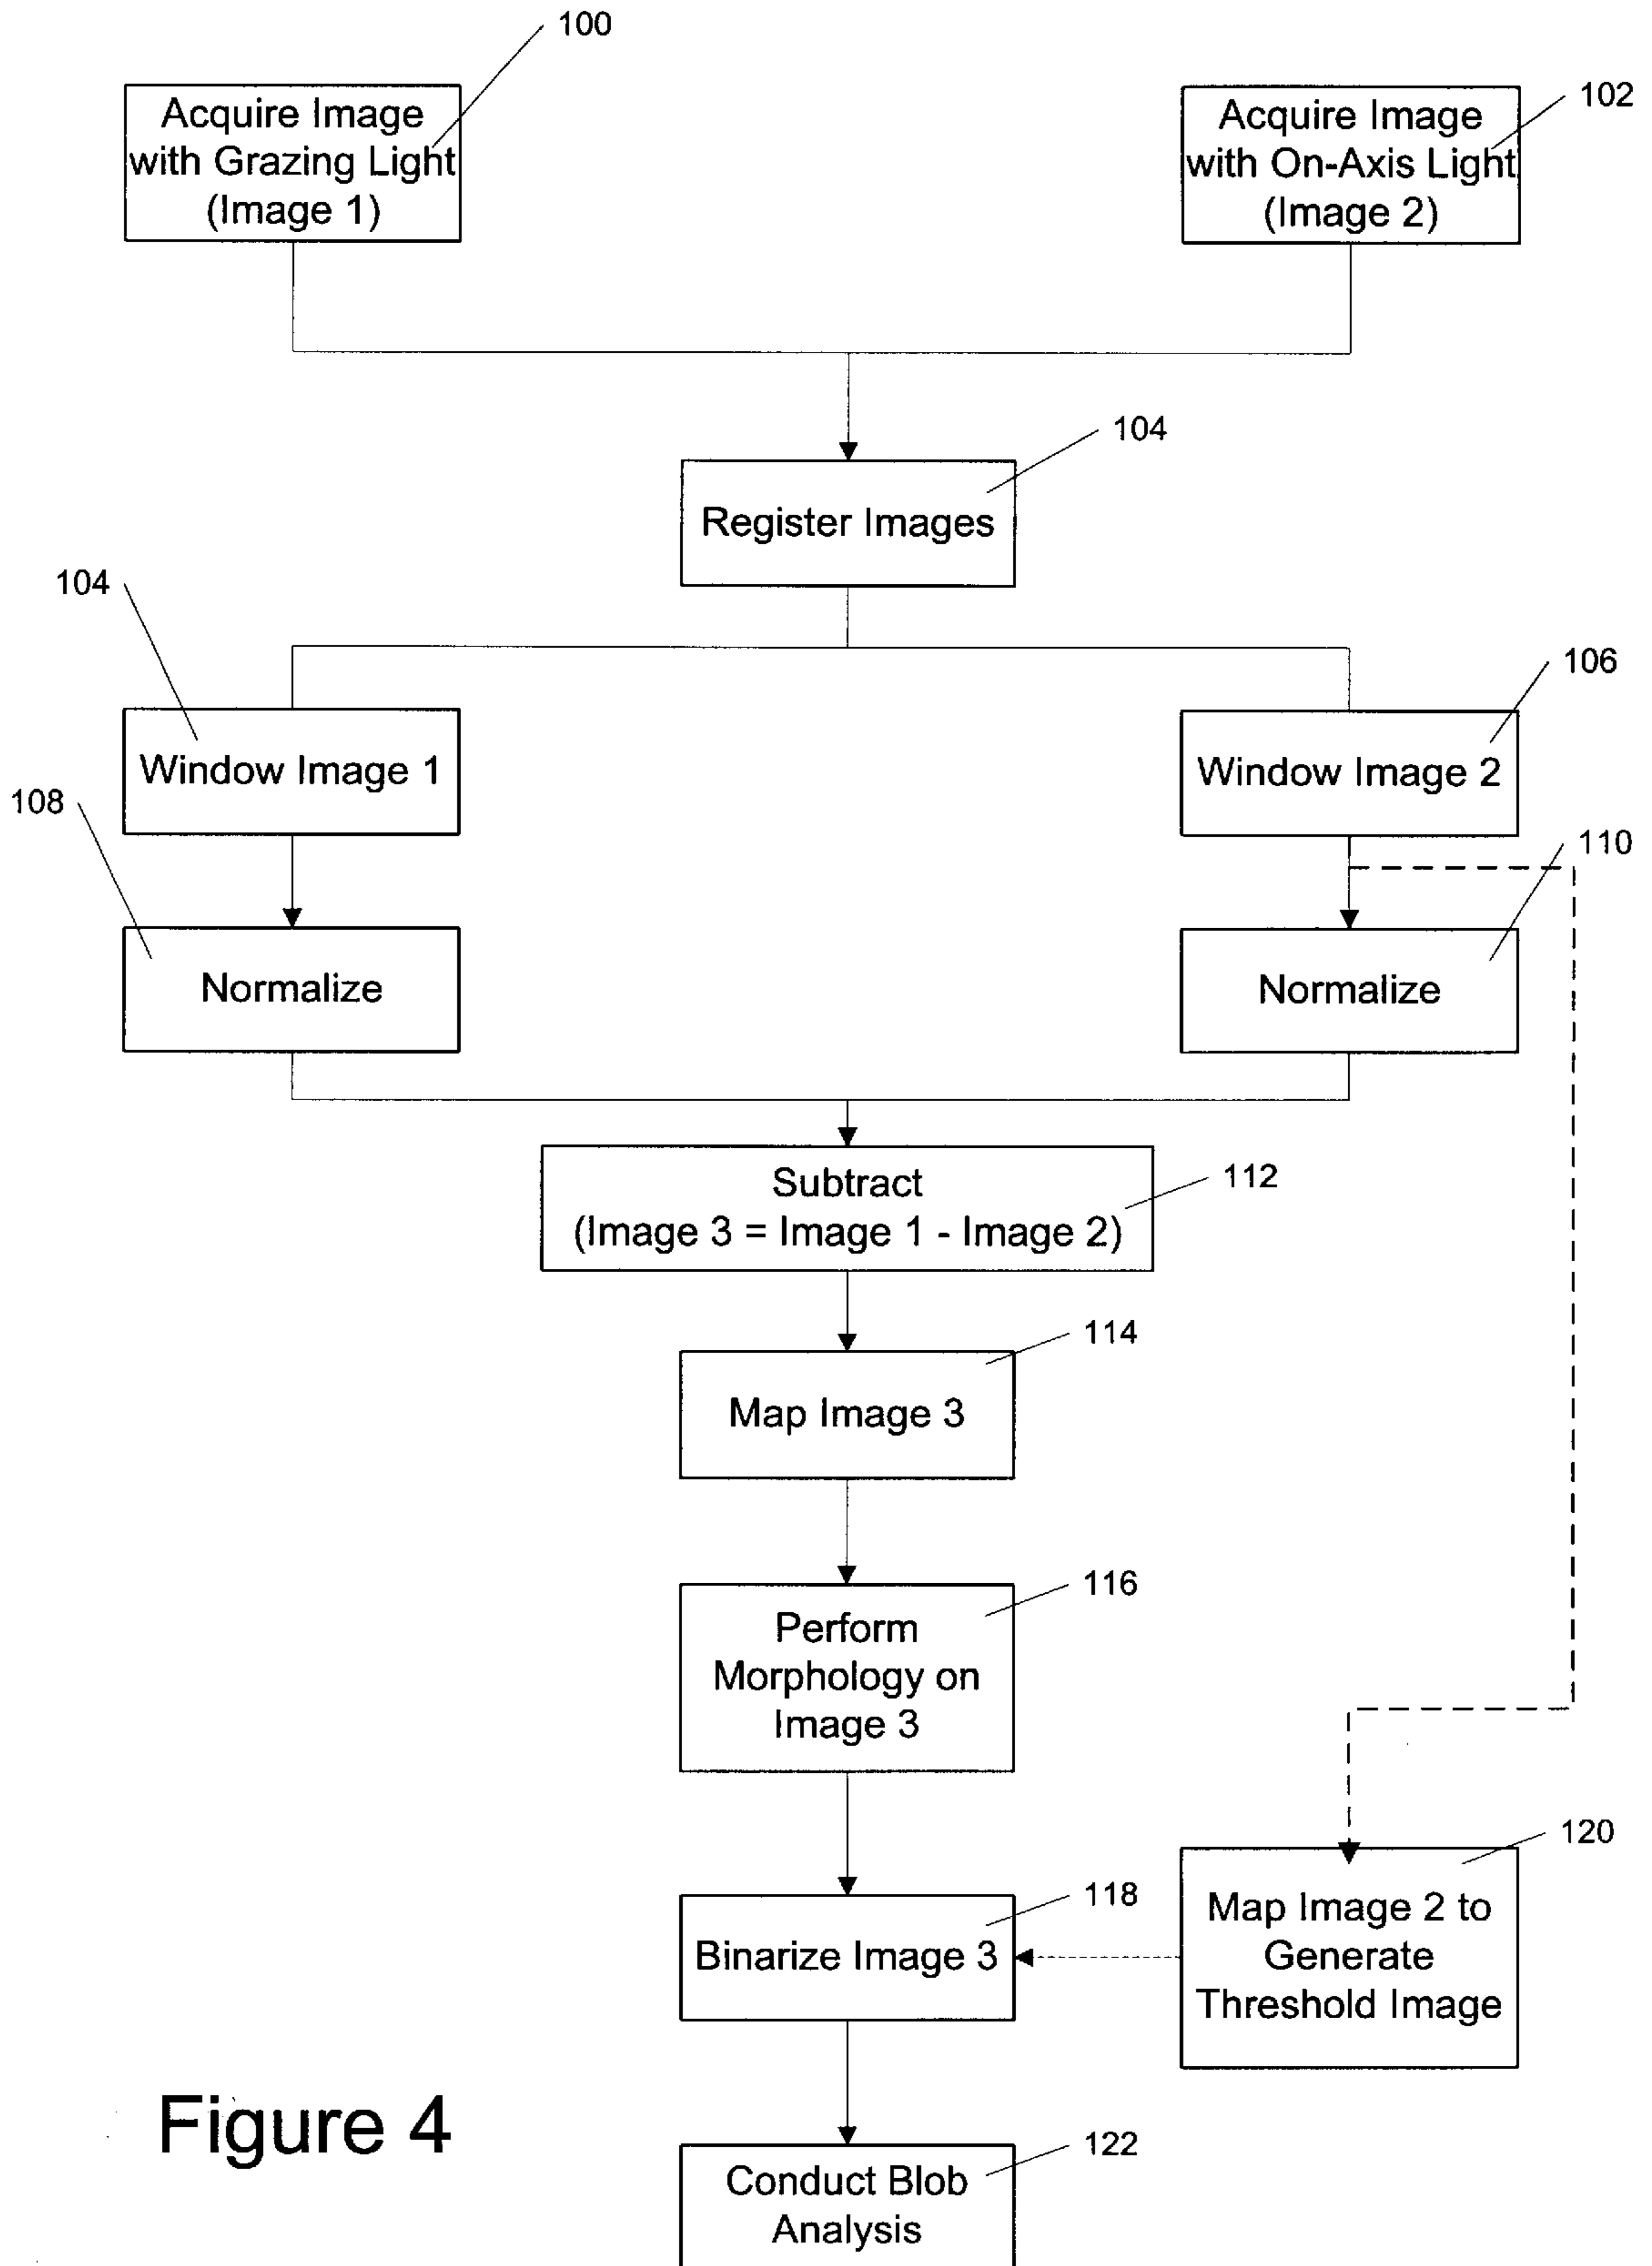 100
Acquire Image
with Grazing Light
(Image 1)
102
Acquire Image
with On-Axis Light
(Image 2)
104
Register Images
104
Window Image 1
106
Window Image 2
108
Normalize
110
Normalize
112
Subtract
(Image 3 = Image 1 - Image 2)
114
Map Image 3
116
Perform
Morphology on
Image 3
118
Binarize Image 3
120
Map Image 2 to
Generate
Threshold Image
122
Conduct Blob
Analysis
Figure 4